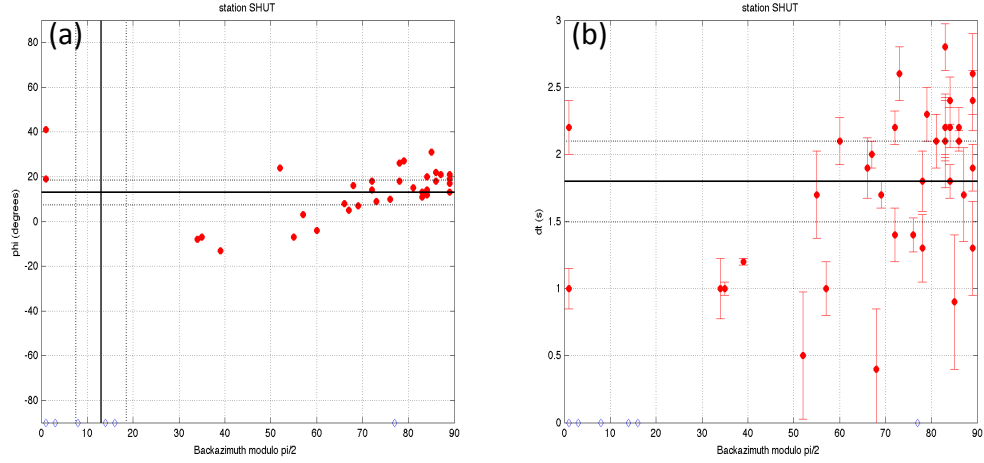 station SHUT
(a)
phi (degrees)
80
60
40
20
0
-20
-40
-60
-80
0 10 20 30 40 50 60 70 80 90
Backazimuth modulo pi/2
station SHUT
(b)
dt (s)
3
2.5
2
1.5
1
0.5
0
0 10 20 30 40 50 60 70 80 90
Backazimuth modulo pi/2